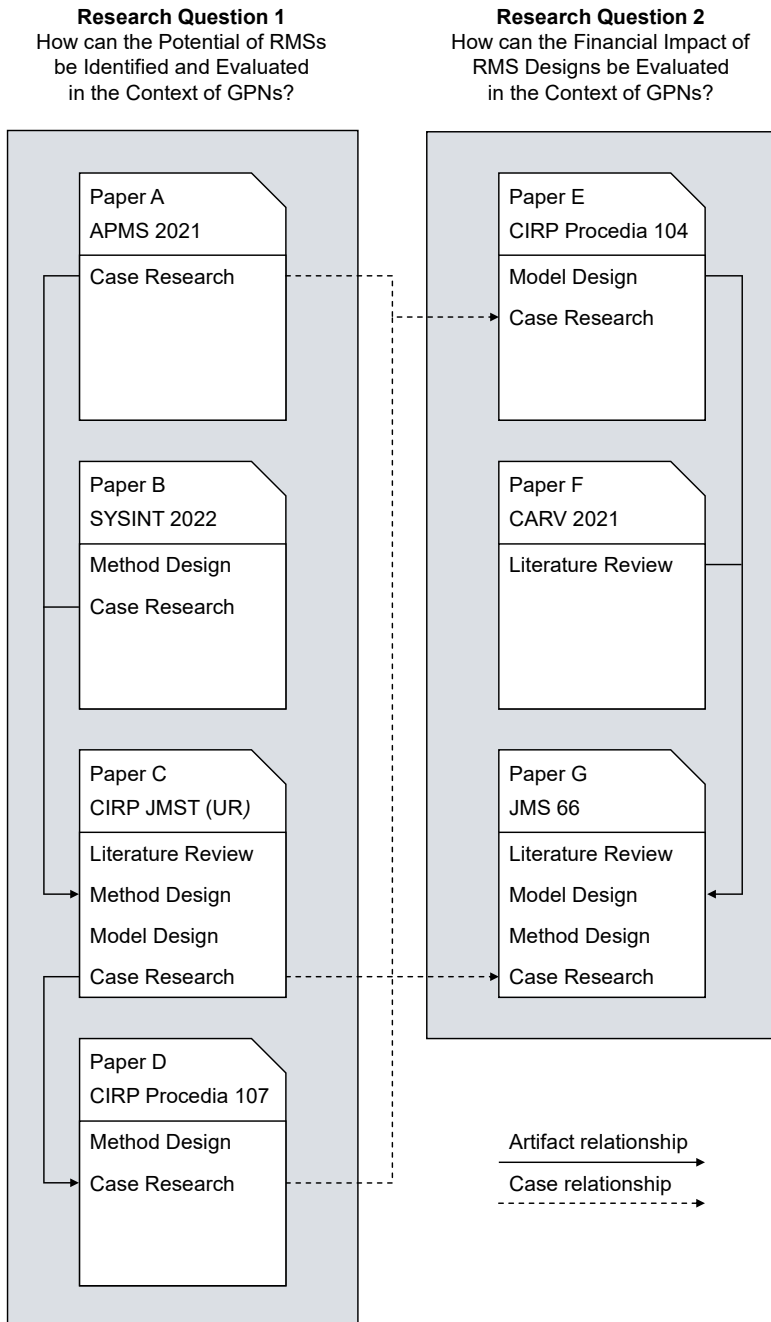 Research Question 1
How can the Potential of RMSs
be Identified and Evaluated
in the Context of GPNs?
Paper A
APMS 2021
Case Research
Paper B
SYSINT 2022
Method Design
Case Research
Paper C
CIRP JMST (UR)
Literature Review
Method Design
Model Design
Case Research
Paper D
CIRP Procedia 107
Method Design
Case Research
Research Question 2
How can the Financial Impact of
RMS Designs be Evaluated
in the Context of GPNs?
Paper E
CIRP Procedia 104
Model Design
Case Research
Paper F
CARV 2021
Literature Review
Paper G
JMS 66
Literature Review
Model Design
Method Design
Case Research
Artifact relationship
Case relationship